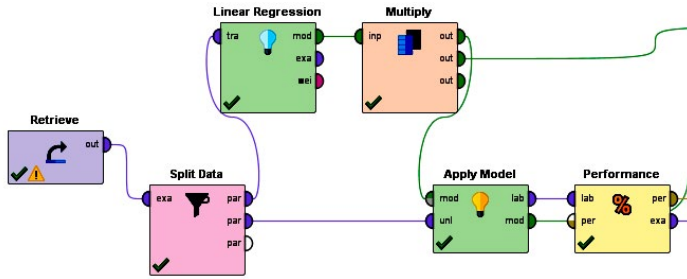 Linear Regression
Multiply
tra
mod
inp
out
exa
out
wei
out
Retrieve
out
Split Data
Apply Model
Performance
exa
par
mod
lab
lab
%
per
par
unl
mod
per
exa
par